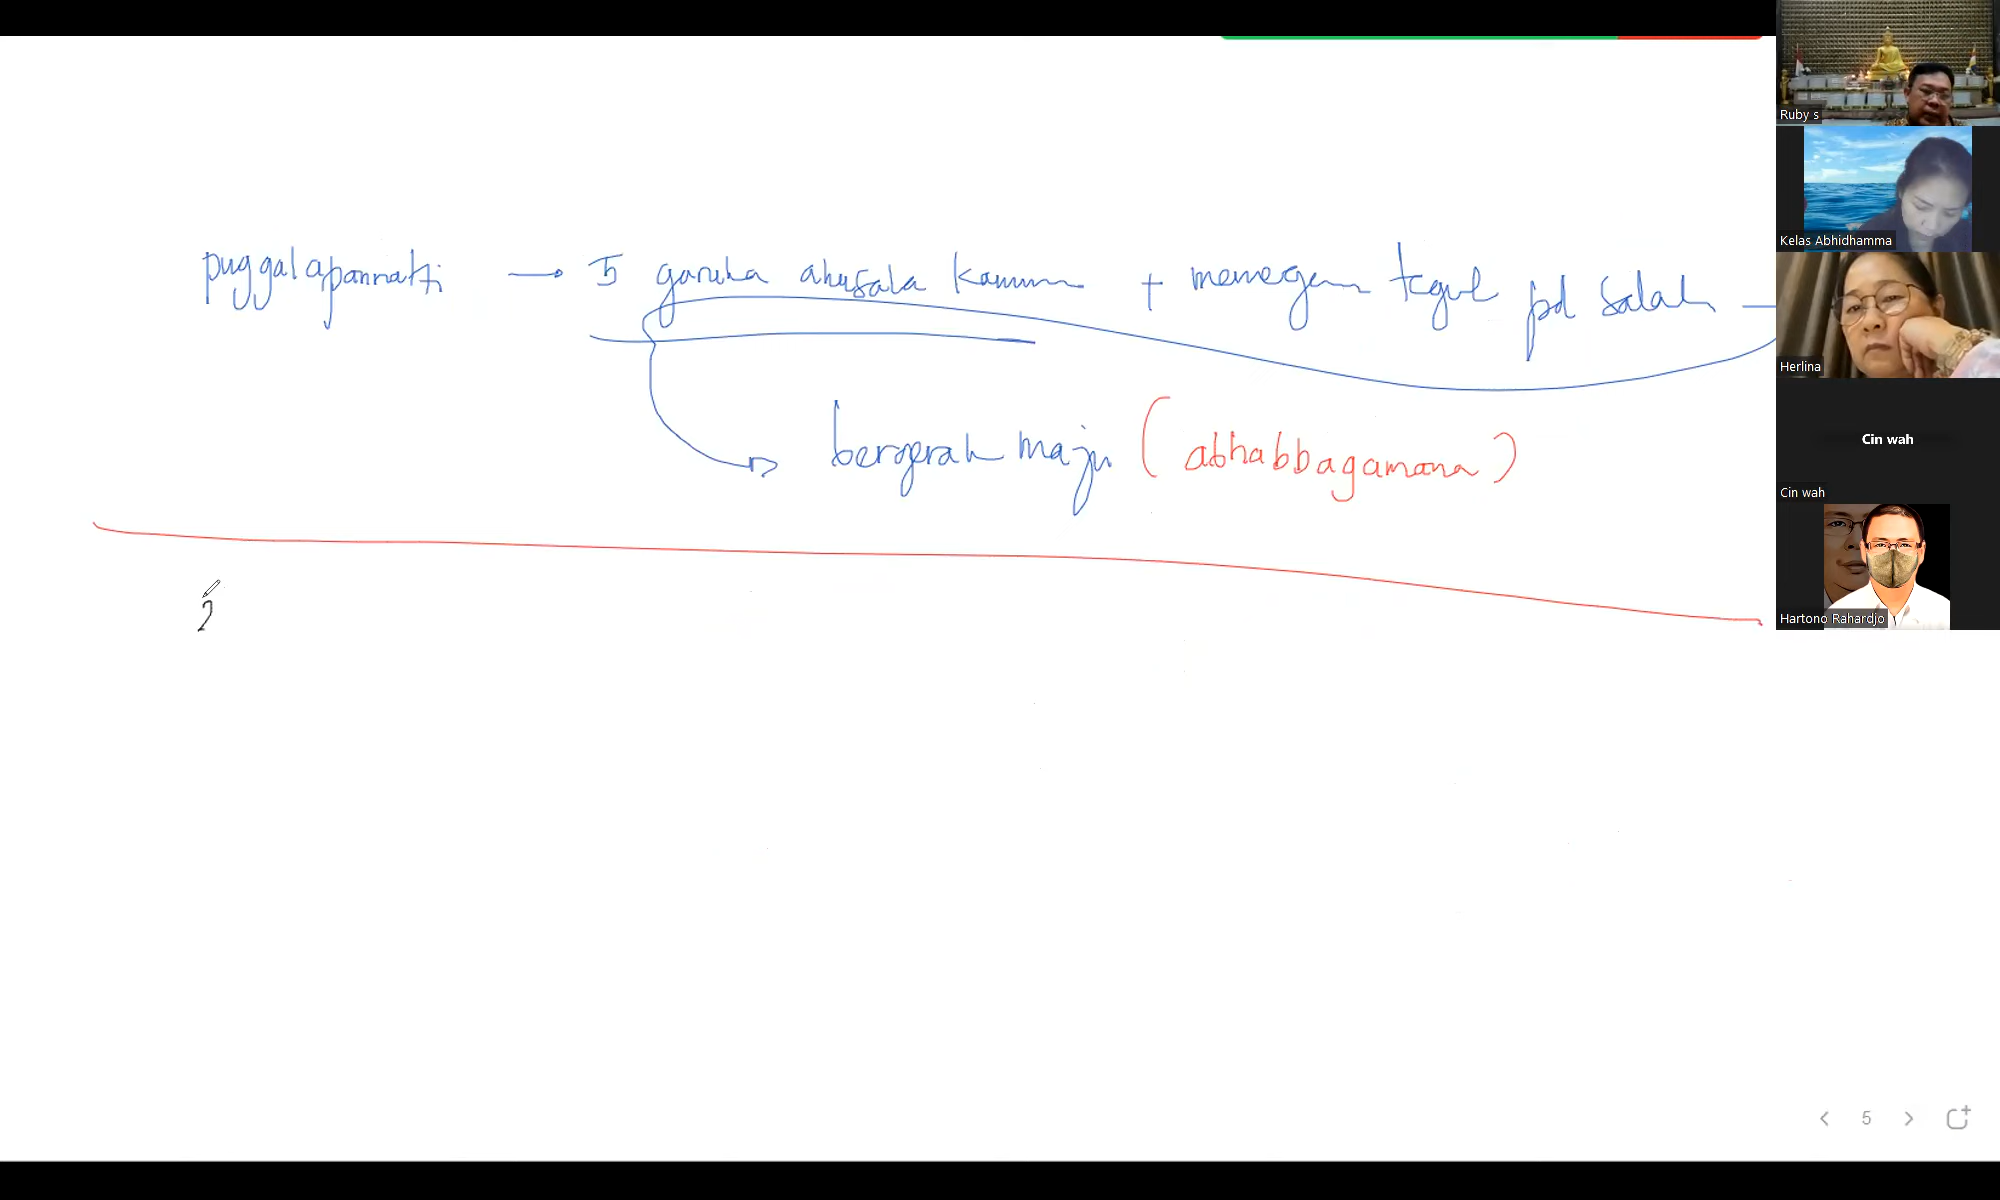 puggalapannatti → 5 garuka akusala kamma + memegang teguh pd salah –
bergerak maju (abhabbagamana)
2
Ruby s
Kelas Abhidhamma
Herlina
Cin wah
Cin wah
Hartono Rahardjo
5